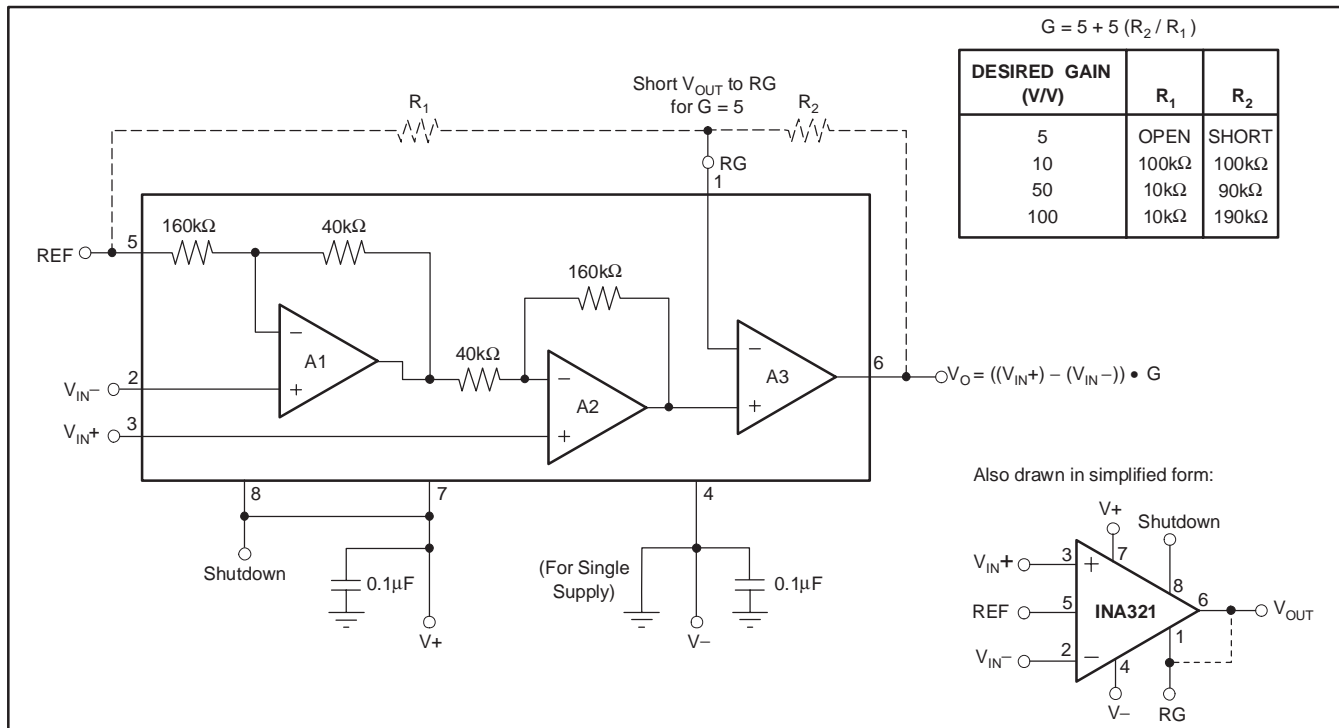 G = 5 + 5 (R2 / R1)
DESIRED GAIN (V/V) R1 R2
5 OPEN SHORT
10 100kΩ 100kΩ
50 10kΩ 90kΩ
100 10kΩ 190kΩ
Short VOUT to RG
for G = 5
R1
R2
RG
1
160kΩ
40kΩ
REF
5
160kΩ
−
A1
+
40kΩ
−
A2
+
−
A3
+
6
VO = ((VIN+) − (VIN−)) • G
VIN−
2
VIN+
3
8
7
4
Shutdown
0.1µF
V+
(For Single
Supply)
0.1µF
V−
Also drawn in simplified form:
V+
Shutdown
VIN+
3
+
7
8
REF
5
INA321
6
VOUT
VIN−
2
−
1
4
V−
RG